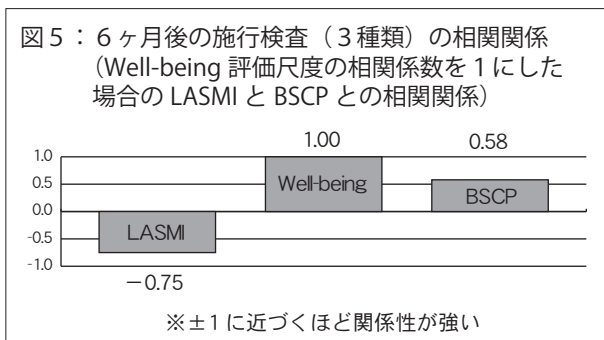 図5：6ヶ月後の施行検査（3種類）の相関関係
（Well-being 評価尺度の相関係数を1にした
場合の LASMI と BSCP との相関関係）
1.00
0.58
1.0
0.5
0.0
-0.5
-1.0
Well-being
BSCP
LASMI
－0.75
※±1に近づくほど関係性が強い